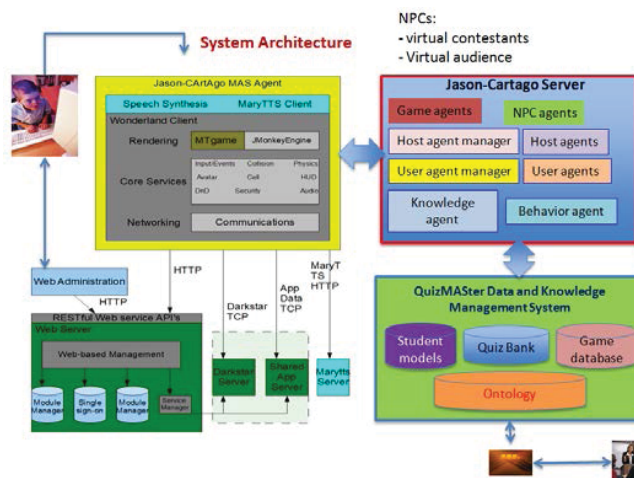 NPCs:
- virtual contestants
- Virtual audience
System Architecture
Jason-CArtAgo MAS Agent
Speech Synthesis MaryTTS Client
Wonderland Client
Rendering
MTgame
JMonkeyEngine
Core Services
Input/Events Collision Physics
Avatar Cell HUD
DnD Security Audio
Networking
Communications
Jason-Cartago Server
Game agents
NPC agents
Host agent manager
Host agents
User agent manager
User agents
Knowledge
agent
Behavior agent
HTTP
Darkstar
TCP
App
Data
TCP
MaryT
TS
HTTP
Web Administration
HTTP
RESTful Web service API's
Web Server
Web-based Management
Module
Manager
Single
sign-on
Module
Manager
Service
Manager
Darkstar
Server
Shared
App
Server
Marytts
Server
QuizMASter Data and Knowledge
Management System
Student
models
Quiz Bank
Game
database
Ontology